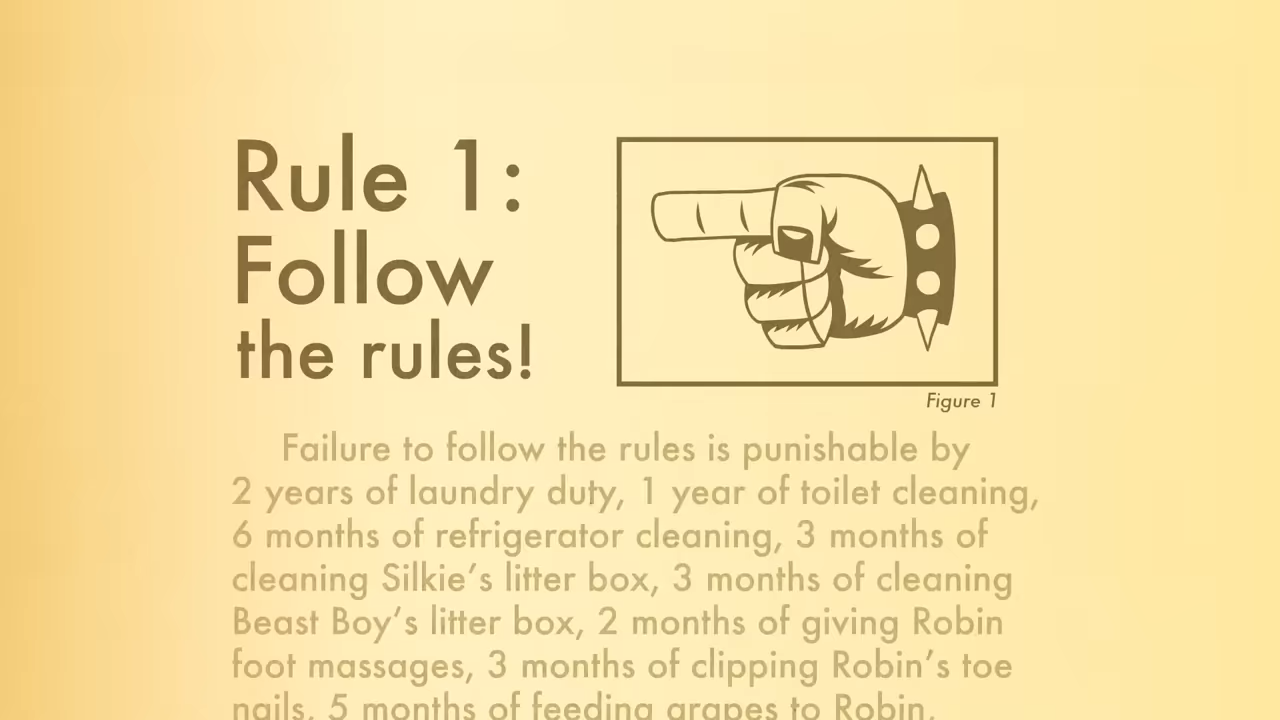 Rule 1:
Follow
the rules!
Figure 1
Failure to follow the rules is punishable by
2 years of laundry duty, 1 year of toilet cleaning,
6 months of refrigerator cleaning, 3 months of
cleaning Silkie's litter box, 3 months of cleaning
Beast Boy's litter box, 2 months of giving Robin
foot massages, 3 months of clipping Robin's toe
nails, 5 months of feeding grapes to Robin,